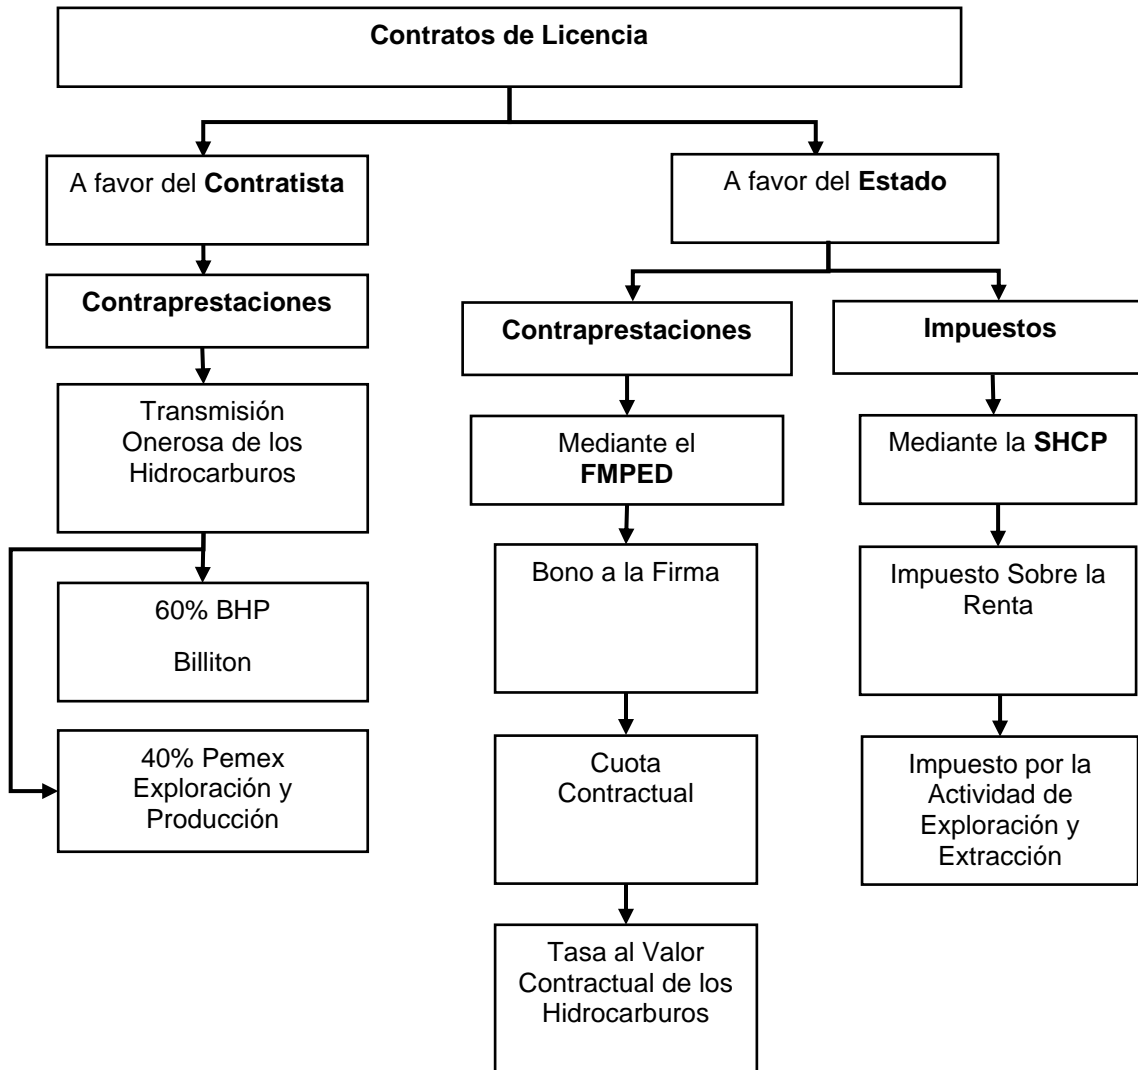 Contratos de Licencia
A favor del Contratista
Contraprestaciones
Transmisión
Onerosa de los
Hidrocarburos
60% BHP
Billiton
40% Pemex
Exploración y
Producción
A favor del Estado
Contraprestaciones
Mediante el
FMPED
Bono a la Firma
Cuota
Contractual
Tasa al Valor
Contractual de los
Hidrocarburos
Impuestos
Mediante la SHCP
Impuesto Sobre la
Renta
Impuesto por la
Actividad de
Exploración y
Extracción